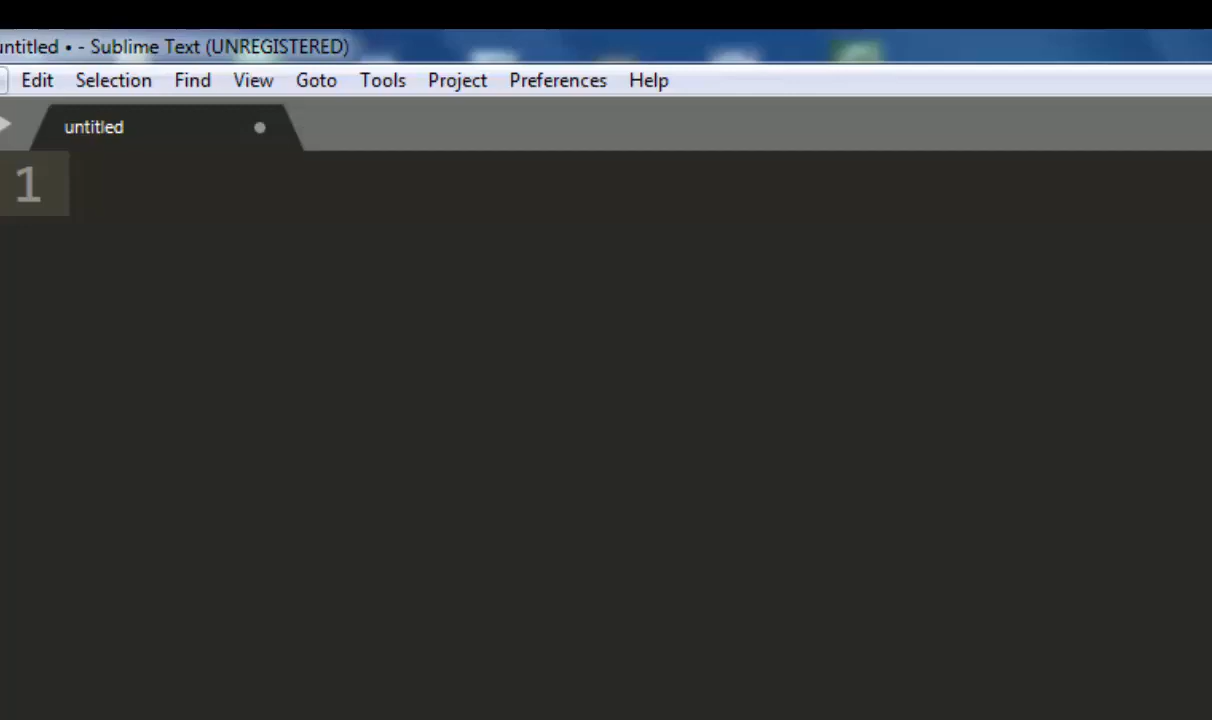 untitled • - Sublime Text (UNREGISTERED)
Edit Selection Find View Goto Tools Project Preferences Help
untitled
1